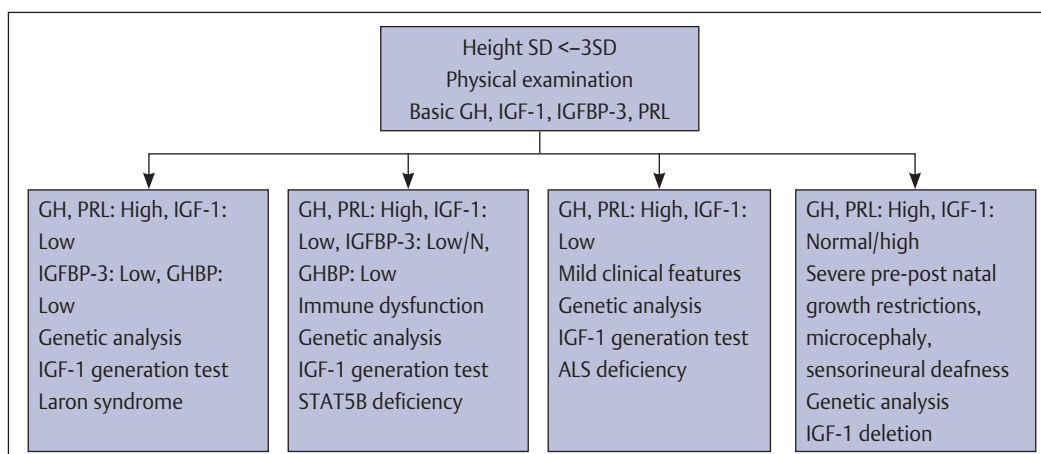 Height SD <–3SD
Physical examination
Basic GH, IGF-1, IGFBP-3, PRL
GH, PRL: High, IGF-1:
Low
IGFBP-3: Low, GHBP:
Low
Genetic analysis
IGF-1 generation test
Laron syndrome
GH, PRL: High, IGF-1:
Low, IGFBP-3: Low/N,
GHBP: Low
Immune dysfunction
Genetic analysis
IGF-1 generation test
STAT5B deficiency
GH, PRL: High, IGF-1:
Low
Mild clinical features
Genetic analysis
IGF-1 generation test
ALS deficiency
GH, PRL: High, IGF-1:
Normal/high
Severe pre-post natal
growth restrictions,
microcephaly,
sensorineural deafness
Genetic analysis
IGF-1 deletion